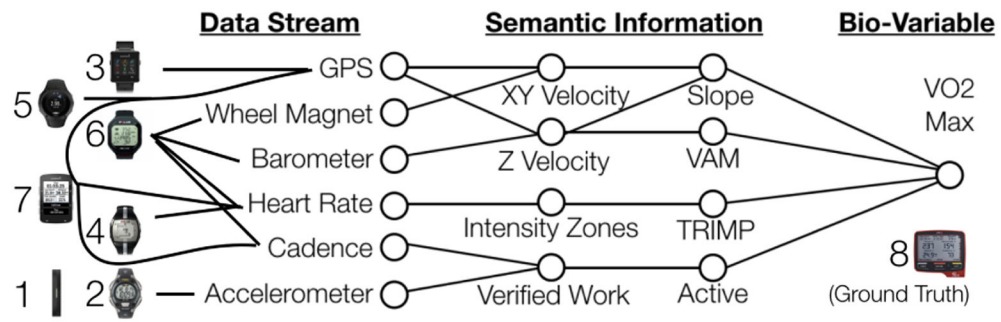 Data Stream
Semantic Information
Bio-Variable
3
GPS
5
XY Velocity
Slope
VO2
Max
Wheel Magnet
6
Barometer
Z Velocity
VAM
7
Heart Rate
4
Intensity Zones
TRIMP
Cadence
8
1
2
Accelerometer
Verified Work
Active
(Ground Truth)